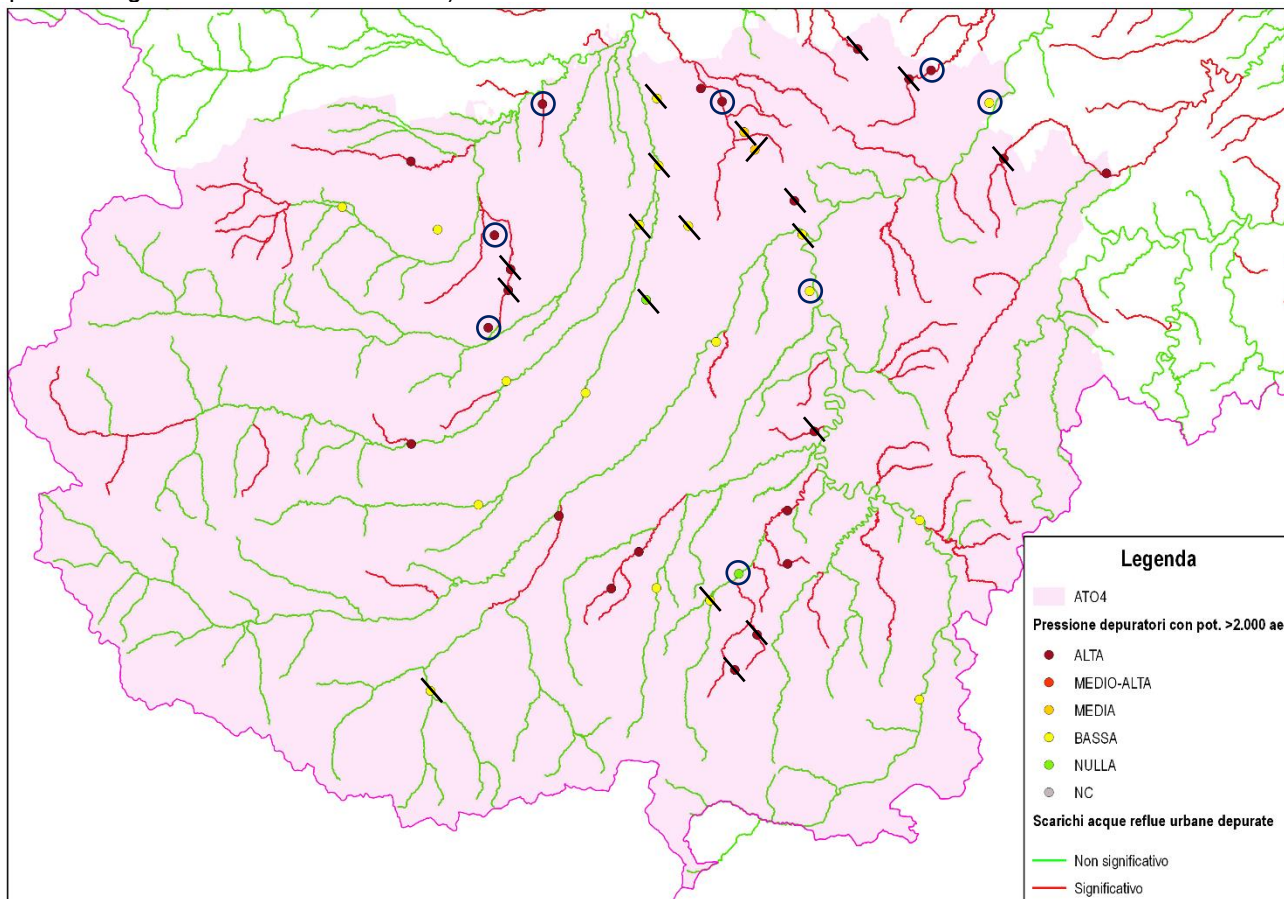 Legenda
ATO4
Pressione depuratori con pot. >2.000 ae
ALTA
MEDIO-ALTA
MEDIA
BASSA
NULLA
NC
Scarichi acque reflue urbane depurate
Non significativo
Significativo